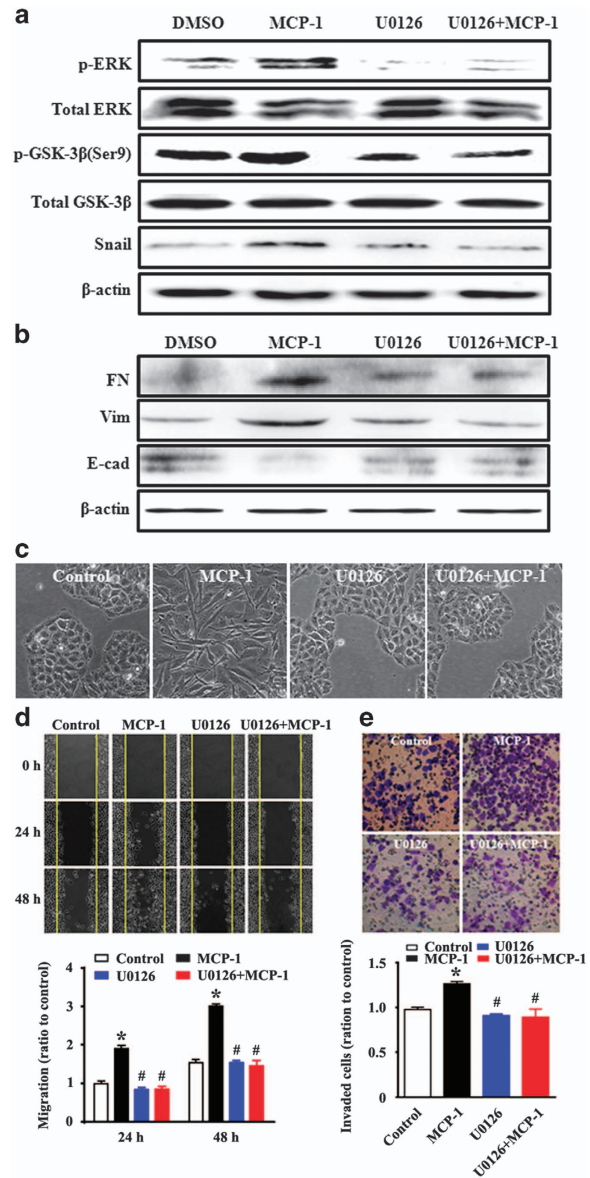 a
DMSO MCP-1 U0126 U0126+MCP-1
p-ERK
Total ERK
p-GSK-3β(Ser9)
Total GSK-3β
Snail
β-actin
b
DMSO MCP-1 U0126 U0126+MCP-1
FN
Vim
E-cad
β-actin
c
Control MCP-1 U0126 U0126+MCP-1
d
Control MCP-1 U0126 U0126+MCP-1
0 h
24 h
48 h
Control MCP-1
U0126 U0126+MCP-1
Migration (ratio to control)
4
3
2
1
0
* # # * # #
24 h 48 h
e
Control MCP-1
U0126 U0126+MCP-1
Control U0126
MCP-1 U0126+MCP-1
Invaded cells (ration to control)
1.5
1.0
0.5
0.0
* # #
Control MCP-1 U0126 U0126+MCP-1